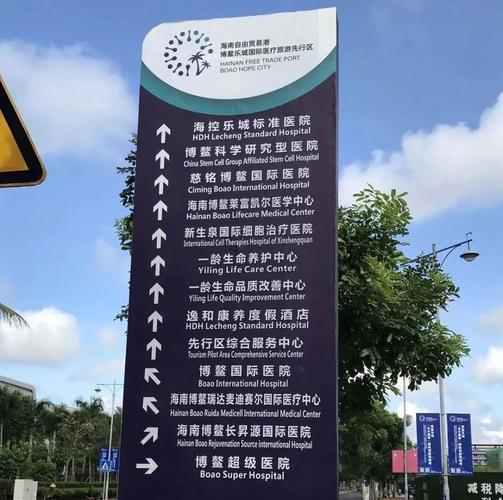 海南自由贸易港
博鳌乐城国际医疗旅游先行区
HAINAN FREE TRADE PORT
BOAO HOPE CITY
海控乐城标准医院
HDH Lecheng Standard Hospital
博鳌科学研究型医院
China Stem Cell Group Affiliated Stem Cell Hospital
慈铭博鳌国际医院
Ciming Boao International Hospital
海南博鳌莱富凯尔医学中心
Hainan Boao Lifecare Medical Center
新生泉国际细胞治疗医院
International Cell Therapies Hospital of Xinshengquan
一龄生命养护中心
Yiling Life Care Center
一龄生命品质改善中心
Yiling Life Quality Improvement Center
逸和康养度假酒店
HDH Lecheng Standard Hospital
先行区综合服务中心
Tourism Pilot Area Comprehensive Service Center
博鳌国际医院
Boao International Hospital
海南博鳌瑞达麦迪赛尔国际医疗中心
Hainan Boao Ruida Medicell International Medical Center
海南博鳌长昇源国际医院
Hainan Boao Rejuvenation Source international Hospital
博鳌超级医院
Boao Super Hospital
减税